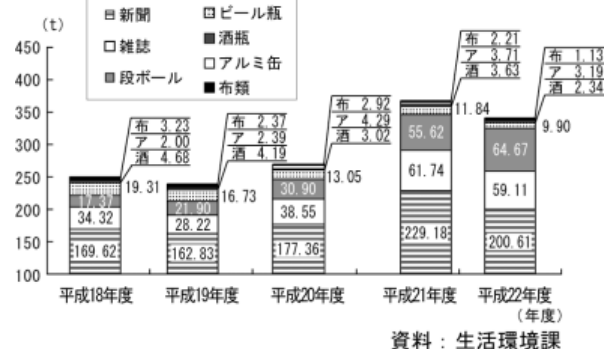 (t)
新聞
雑誌
段ボール
ビール瓶
酒瓶
アルミ缶
布類
450
400
350
300
250
200
150
100
布 3.23
ア 2.00
酒 4.68
19.31
17.37
34.32
169.62
布 2.37
ア 2.39
酒 4.19
16.73
21.90
28.22
162.83
布 2.92
ア 4.29
酒 3.02
13.05
30.90
38.55
177.36
布 2.21
ア 3.71
酒 3.63
11.84
55.62
61.74
229.18
布 1.13
ア 3.19
酒 2.34
9.90
64.67
59.11
200.61
平成18年度 平成19年度 平成20年度 平成21年度 平成22年度
(年度)
資料：生活環境課